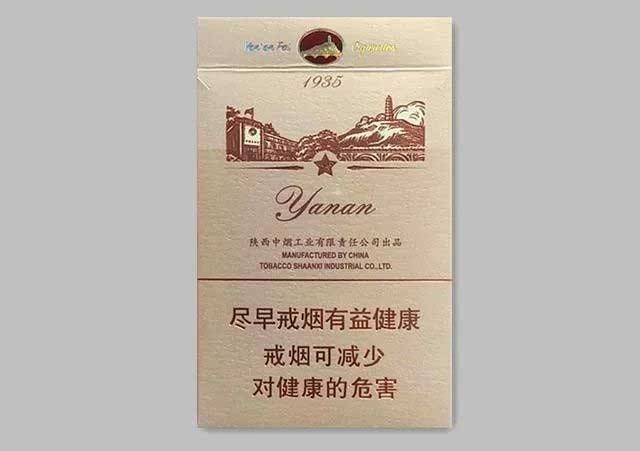 Yan'an Fei Cigarettes
1935
Yanan
陕西中烟工业有限责任公司出品
MANUFACTURED BY CHINA
TOBACCO SHAANXI INDUSTRIAL CO.,LTD.
尽早戒烟有益健康
戒烟可减少
对健康的危害